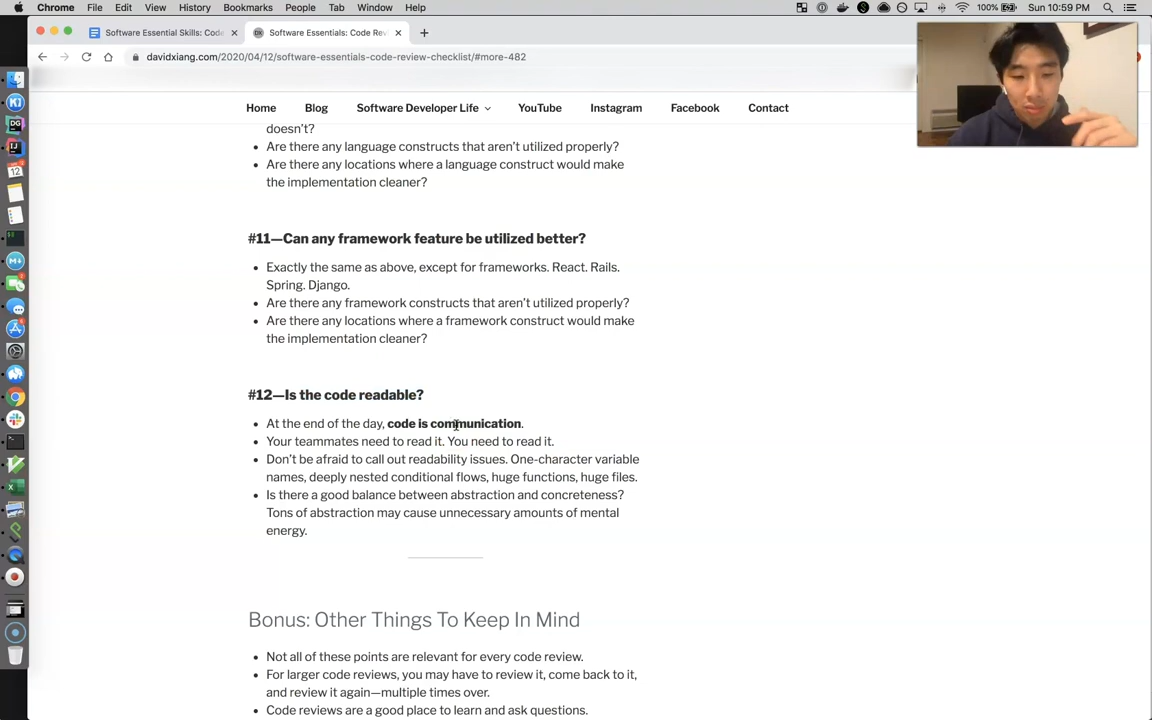 Chrome File Edit View History Bookmarks People Tab Window Help 100% Sun 10:59 PM
Software Essential Skills: Code
Software Essentials: Code Rev
davidxiang.com/2020/04/12/software-essentials-code-review-checklist/#more-482
Home Blog Software Developer Life YouTube Instagram Facebook Contact
doesn't?
• Are there any language constructs that aren't utilized properly?
• Are there any locations where a language construct would make
the implementation cleaner?
#11—Can any framework feature be utilized better?
• Exactly the same as above, except for frameworks. React. Rails.
Spring. Django.
• Are there any framework constructs that aren't utilized properly?
• Are there any locations where a framework construct would make
the implementation cleaner?
#12—Is the code readable?
• At the end of the day, code is communication.
• Your teammates need to read it. You need to read it.
• Don't be afraid to call out readability issues. One-character variable
names, deeply nested conditional flows, huge functions, huge files.
• Is there a good balance between abstraction and concreteness?
Tons of abstraction may cause unnecessary amounts of mental
energy.
Bonus: Other Things To Keep In Mind
• Not all of these points are relevant for every code review.
• For larger code reviews, you may have to review it, come back to it,
and review it again—multiple times over.
• Code reviews are a good place to learn and ask questions.